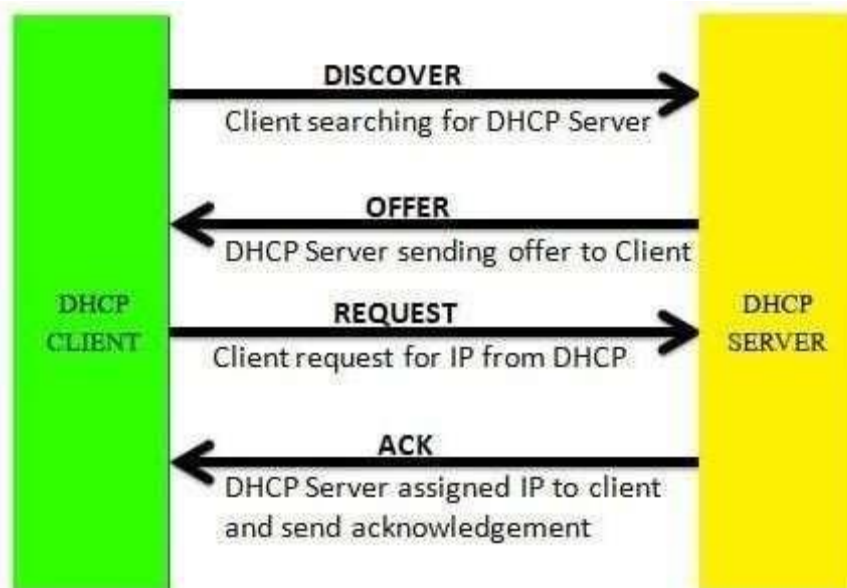 DISCOVER
Client searching for DHCP Server
OFFER
DHCP Server sending offer to Client
DHCP
CLIENT
DHCP
SERVER
REQUEST
Client request for IP from DHCP
ACK
DHCP Server assigned IP to client
and send acknowledgement